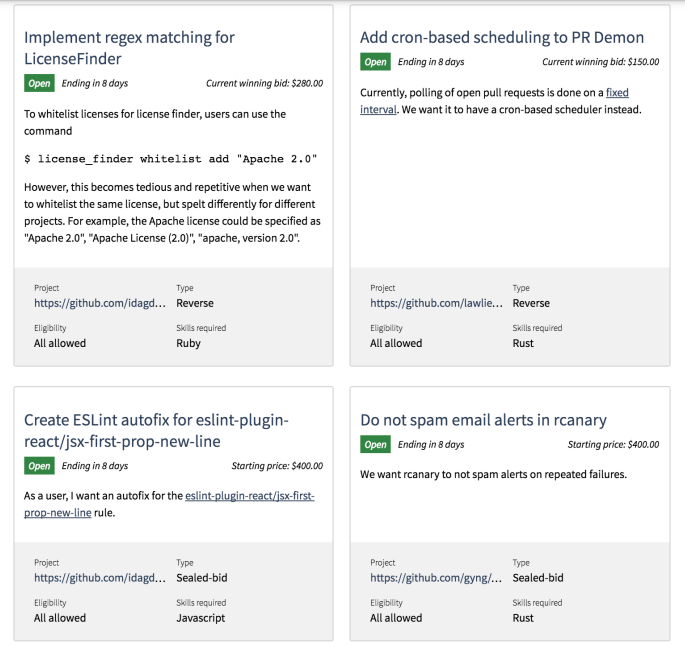 Implement regex matching for
LicenseFinder
Open Ending in 8 days Current winning bid: $280.00
To whitelist licenses for license finder, users can use the
command
$ license_finder whitelist add "Apache 2.0"
However, this becomes tedious and repetitive when we want
to whitelist the same license, but spelt differently for different
projects. For example, the Apache license could be specified as
"Apache 2.0", "Apache License (2.0)", "apache, version 2.0".
Project Type
https://github.com/idagd... Reverse
Eligibility Skills required
All allowed Ruby
Add cron-based scheduling to PR Demon
Open Ending in 8 days Current winning bid: $150.00
Currently, polling of open pull requests is done on a fixed
interval. We want it to have a cron-based scheduler instead.
Project Type
https://github.com/lawlie... Reverse
Eligibility Skills required
All allowed Rust
Create ESLint autofix for eslint-plugin-
react/jsx-first-prop-new-line
Open Ending in 8 days Starting price: $400.00
As a user, I want an autofix for the eslint-plugin-react/jsx-first-
prop-new-line rule.
Project Type
https://github.com/idagd... Sealed-bid
Eligibility Skills required
All allowed Javascript
Do not spam email alerts in rcanary
Open Ending in 8 days Starting price: $400.00
We want rcanary to not spam alerts on repeated failures.
Project Type
https://github.com/gyng/... Sealed-bid
Eligibility Skills required
All allowed Rust